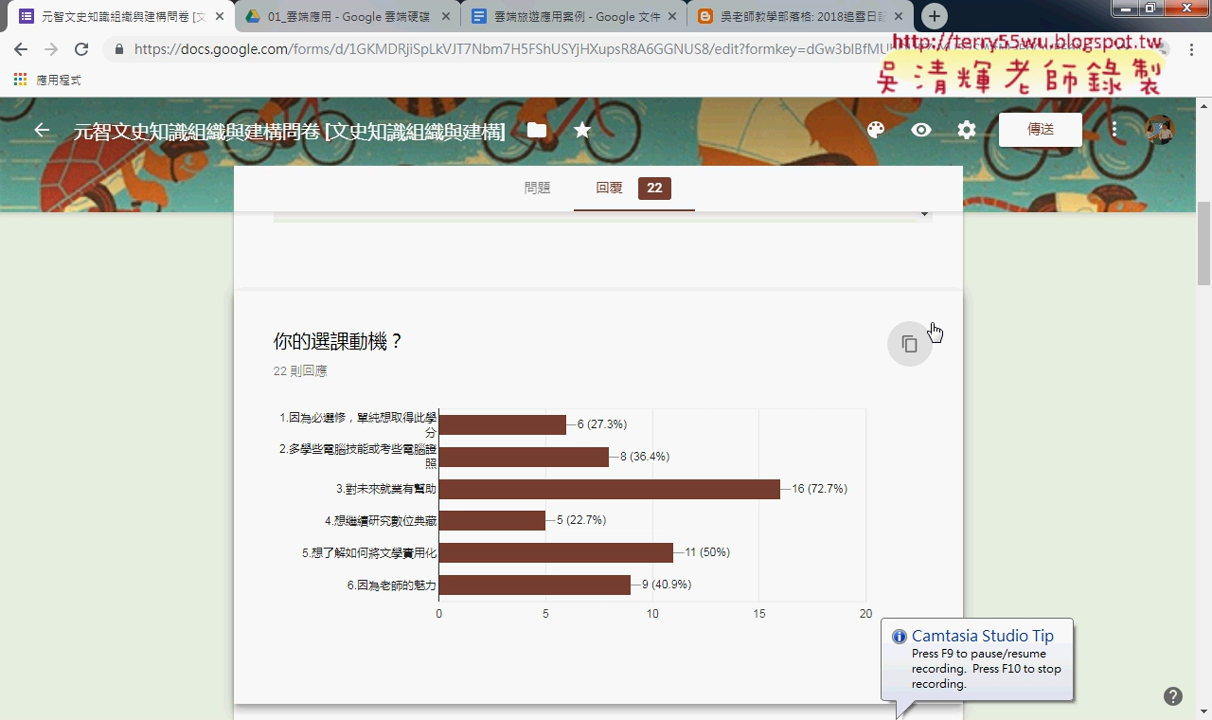 元智文史知識組織與建構問卷 [文
01_雲端應用 - Google 雲端硬碟
雲端旅遊應用案例 - Google 文件
吳老師教學部落格: 2018追雪日記
https://docs.google.com/forms/d/1GKMDRjiSpLkVJT7Nbm7H5FShUSYjHXupsR8A6GGNUS8/edit?formkey=dGw3blBfMU
http://terry55wu.blogspot.tw
吳清輝老師錄製
應用程式
元智文史知識組織與建構問卷 [文史知識組織與建構]
傳送
問題
回覆
22
你的選課動機？
22 則回應
1.因為必選修，單純想取得此學
分
6 (27.3%)
2.多學些電腦技能或考些電腦證
照
8 (36.4%)
3.對未來就業有幫助
16 (72.7%)
4.想繼續研究數位典藏
5 (22.7%)
5.想了解如何將文學實用化
11 (50%)
6.因為老師的魅力
9 (40.9%)
0
5
10
15
20
Camtasia Studio Tip
Press F9 to pause/resume
recording. Press F10 to stop
recording.